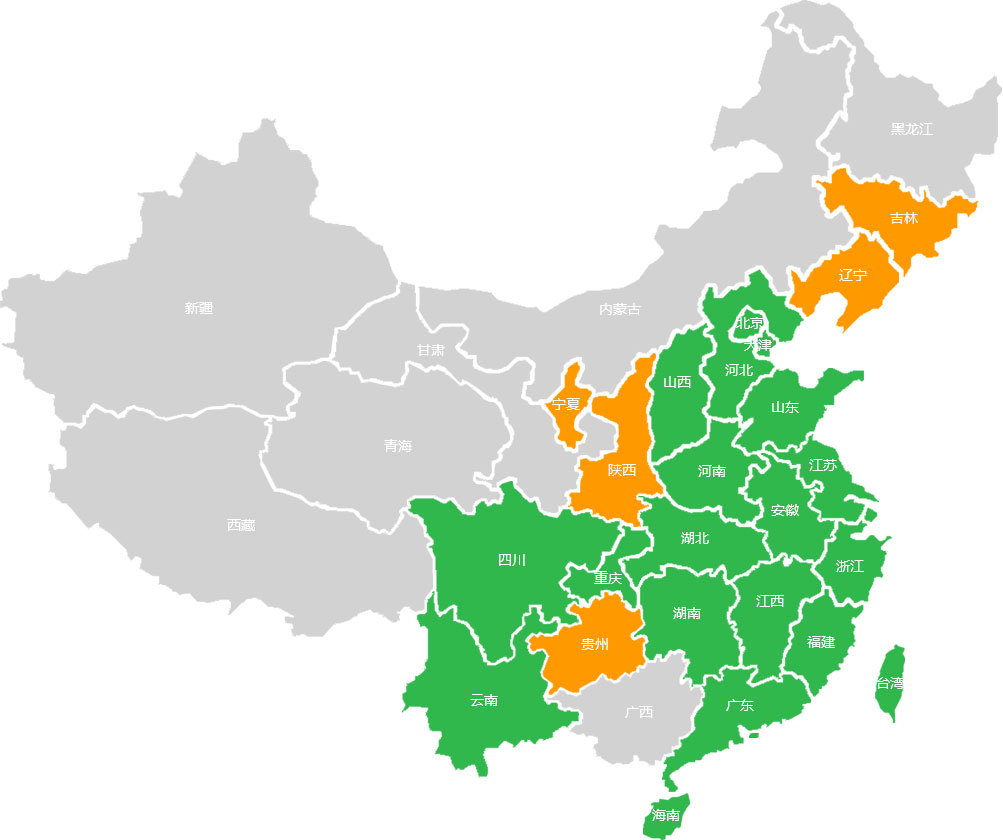 黑龙江
吉林
辽宁
新疆
内蒙古
北京
天津
甘肃
河北
山西
宁夏
山东
青海
陕西
河南
江苏
西藏
安徽
湖北
四川
浙江
重庆
江西
湖南
贵州
福建
台湾
云南
广东
广西
海南